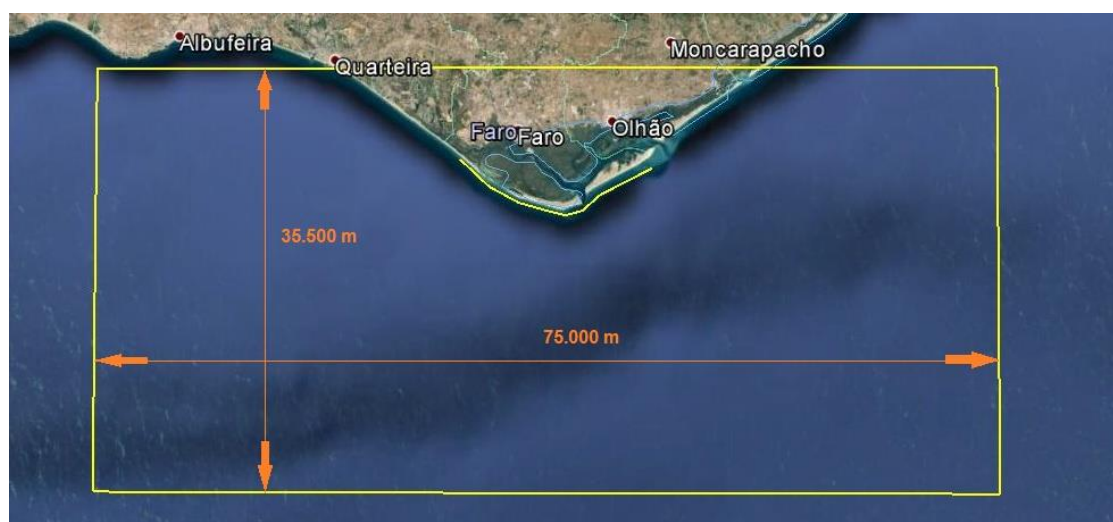 Albufeira
Moncarapacho
Quarteira
Olhão
Faro Faro
35.500 m
75.000 m